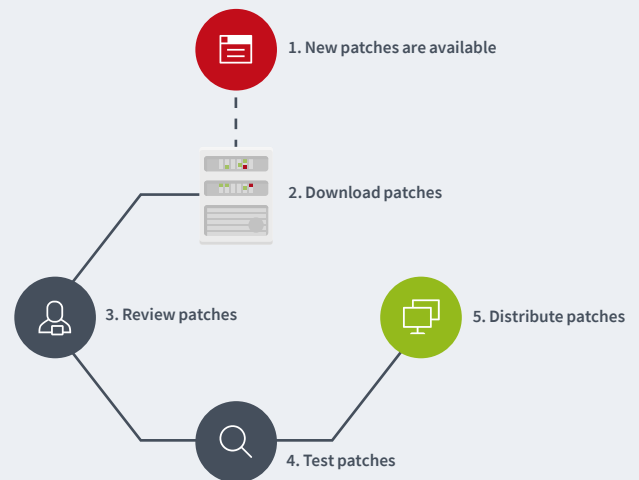 1. New patches are available
2. Download patches
3. Review patches
5. Distribute patches
4. Test patches